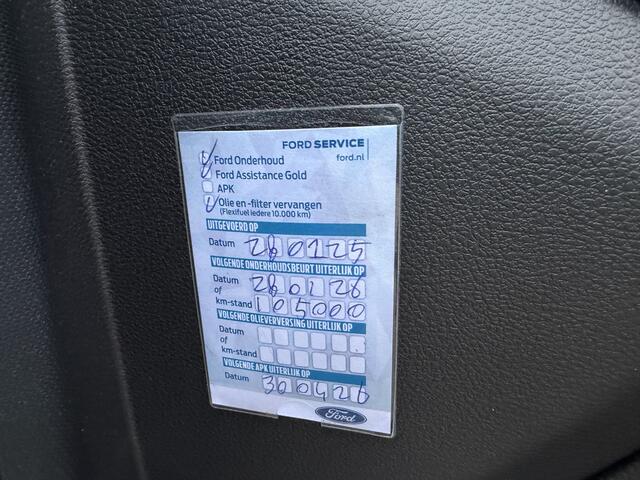 FORD SERVICE
ford.nl
Ford Onderhoud
Ford Assistance Gold
APK
Olie en -filter vervangen
(Flexifuel iedere 10.000 km)
UITGEVOERD OP
Datum 280125
VOLGENDE ONDERHOUDSBEURT UITERLIJK OP
Datum 280126
of
km-stand 105000
VOLGENDE OLIEVERVERSING UITERLIJK OP
Datum
of
km-stand
VOLGENDE APK UITERLIJK OP
Datum 300426
Ford